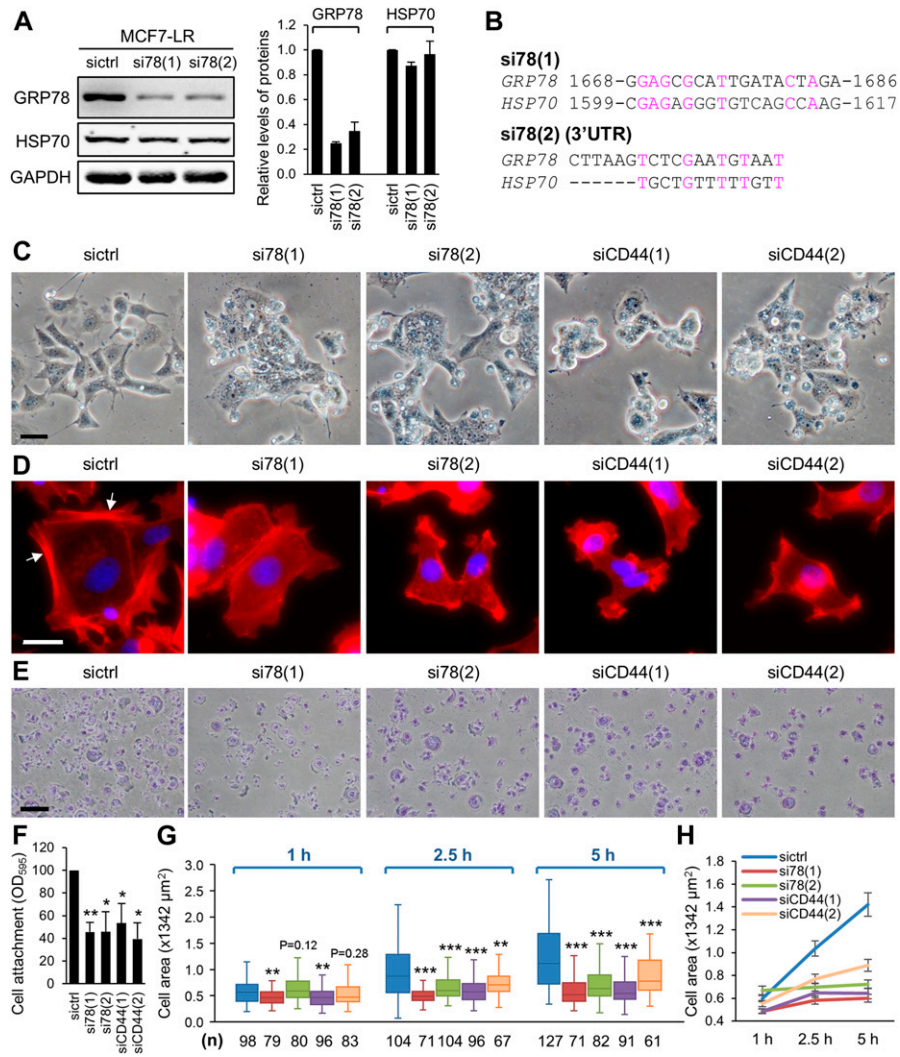 A
MCF7-LR
sictrl si78(1) si78(2)
GRP78
HSP70
GAPDH
GRP78 HSP70
Relative levels of proteins
1.2
1.0
0.8
0.6
0.4
0.2
0.0
sictrl
si78(1)
si78(2)
sictrl
si78(1)
si78(2)
B
si78(1)
GRP78 1668-GGAGCGCATTGATACTAGA-1686
HSP70 1599-CGAGAGGGTGTCAGCCAAG-1617
si78(2) (3'UTR)
GRP78 CTTAAGTCTCGAATGTAAT
HSP70 ------TGCTGTTTTTGTT
C
sictrl si78(1) si78(2) siCD44(1) siCD44(2)
D
sictrl si78(1) si78(2) siCD44(1) siCD44(2)
E
sictrl si78(1) si78(2) siCD44(1) siCD44(2)
F
Cell attachment (OD595)
120
100
80
60
40
20
0
** * * *
sictrl
si78(1)
si78(2)
siCD44(1)
siCD44(2)
G
1 h 2.5 h 5 h
Cell area (x1342 µm²)
3.0
2.5
2.0
1.5
1.0
0.5
0.0
** P=0.12 ** P=0.28
*** *** *** **
*** *** *** ***
(n) 98 79 80 96 83 104 71 104 96 67 127 71 82 91 61
H
sictrl
si78(1)
si78(2)
siCD44(1)
siCD44(2)
Cell area (x1342 µm²)
1.8
1.6
1.4
1.2
1.0
0.8
0.6
0.4
1 h 2.5 h 5 h